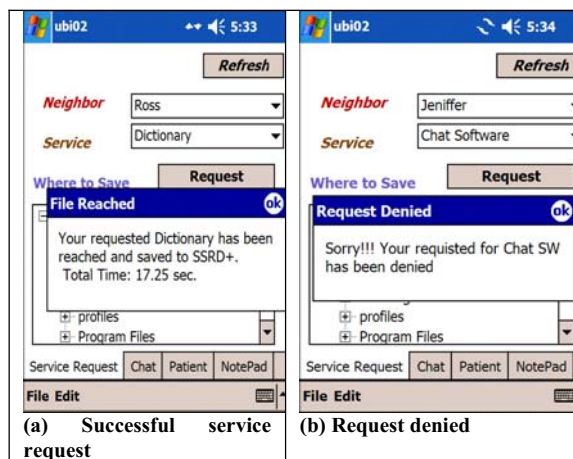 ubi02 5:33
Refresh
Neighbor Ross
Service Dictionary
Where to Save Request
File Reached ok
Your requested Dictionary has been
reached and saved to SSRD+.
Total Time: 17.25 sec.
profiles
Program Files
Service Request Chat Patient NotePad
File Edit
(a) Successful service
request
ubi02 5:34
Refresh
Neighbor Jeniffer
Service Chat Software
Where to Save Request
Request Denied ok
Sorry!!! Your requisted for Chat SW
has been denied
profiles
Program Files
Service Request Chat Patient NotePad
File Edit
(b) Request denied